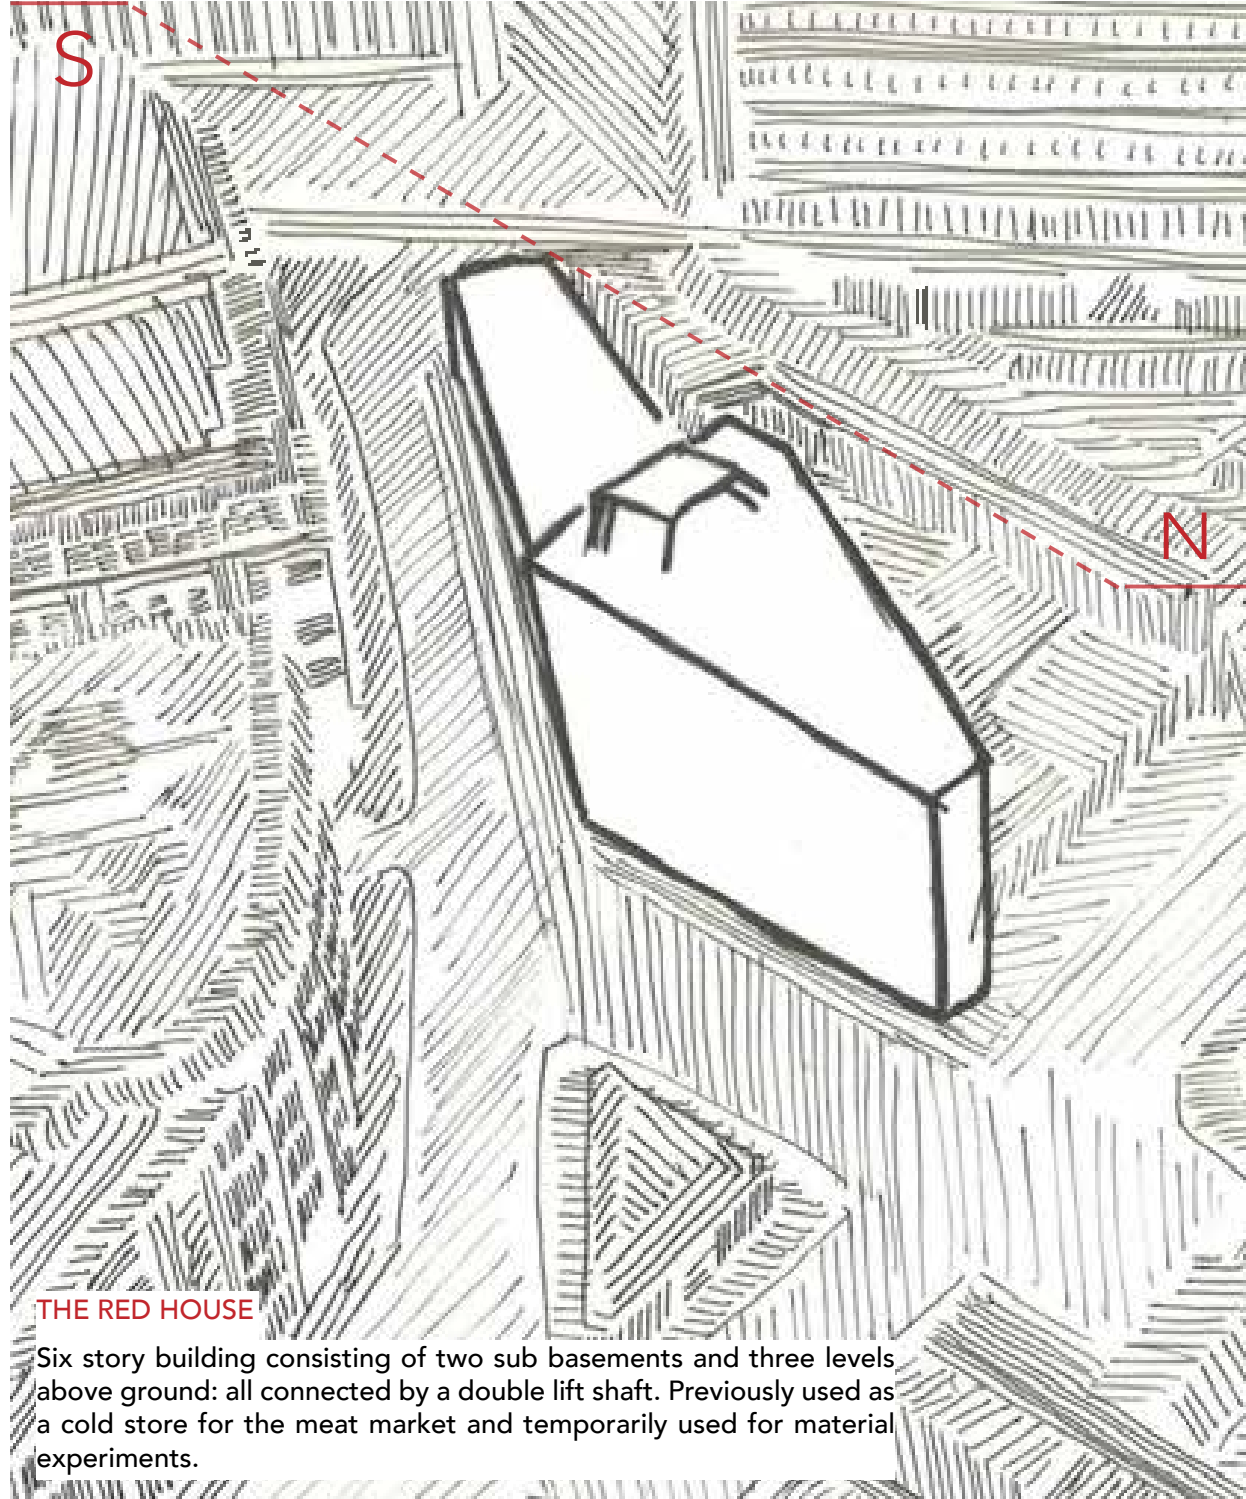 S
N
THE RED HOUSE
Six story building consisting of two sub basements and three levels
above ground: all connected by a double lift shaft. Previously used as
a cold store for the meat market and temporarily used for material
experiments.